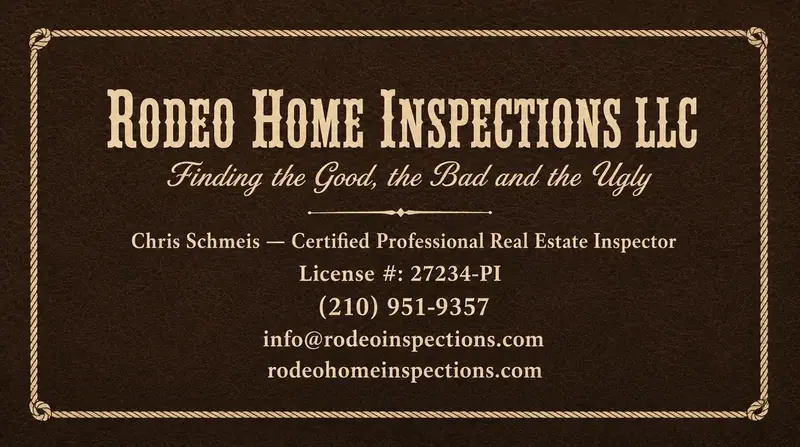 Rodeo Home Inspections LLC
Finding the Good, the Bad and the Ugly
Chris Schmeis — Certified Professional Real Estate Inspector
License #: 27234-PI
(210) 951-9357
info@rodeoinspections.com
rodeohomeinspections.com